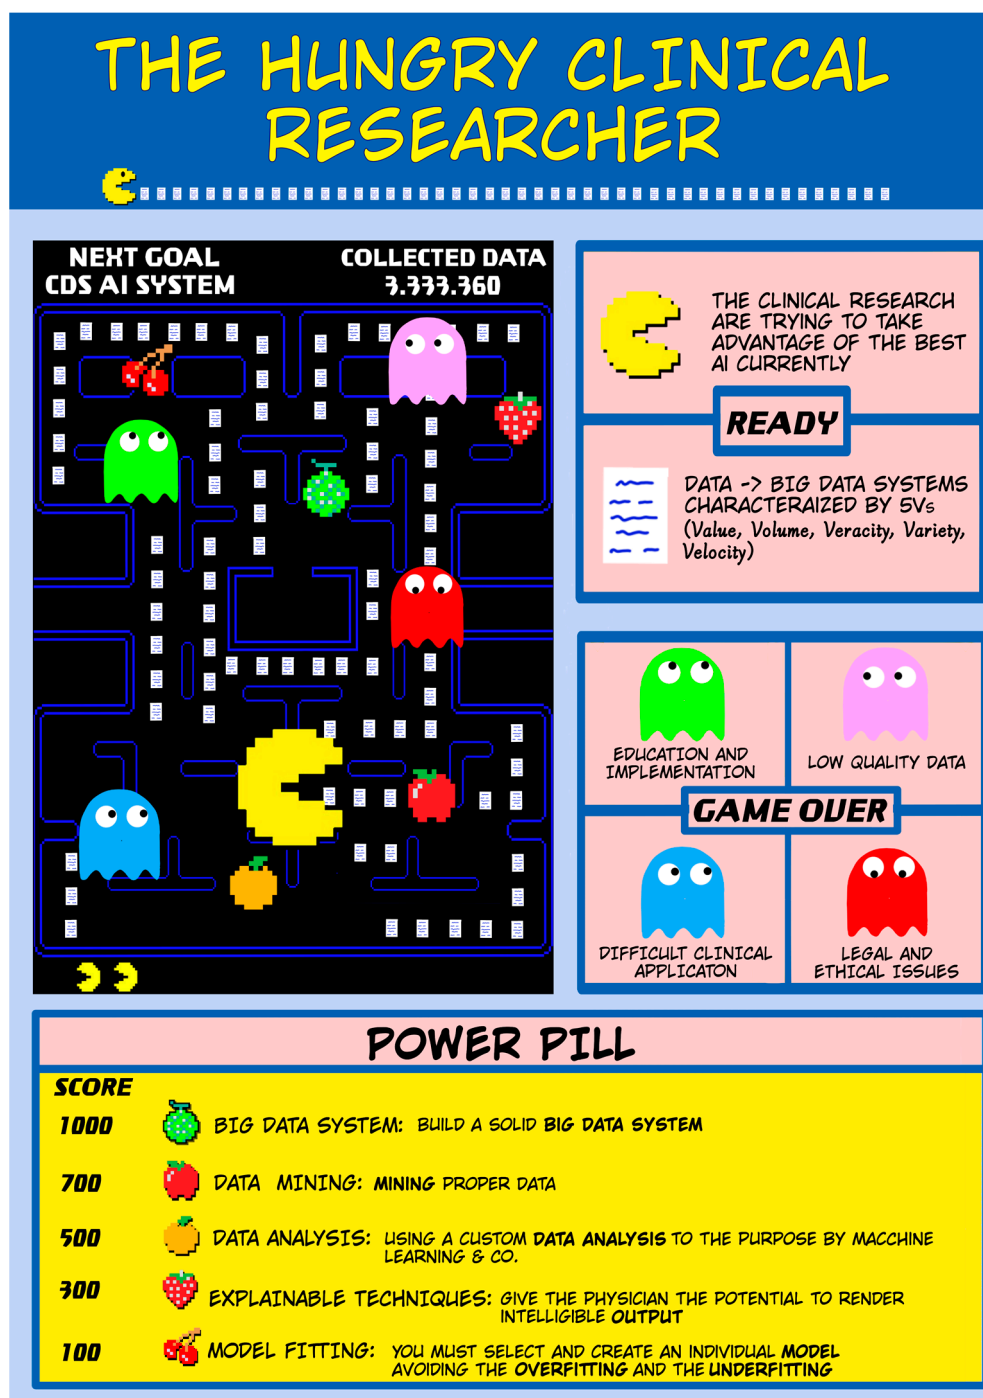 THE HUNGRY CLINICAL
RESEARCHER
NEXT GOAL
CDS AI SYSTEM
COLLECTED DATA
3.333.360
THE CLINICAL RESEARCH
ARE TRYING TO TAKE
ADVANTAGE OF THE BEST
AI CURRENTLY
READY
DATA -> BIG DATA SYSTEMS
CHARACTERAIZED BY 5Vs
(Value, Volume, Veracity, Variety,
Velocity)
EDUCATION AND
IMPLEMENTATION
LOW QUALITY DATA
GAME OVER
DIFFICULT CLINICAL
APPLICATON
LEGAL AND
ETHICAL ISSUES
POWER PILL
SCORE
1000 BIG DATA SYSTEM: BUILD A SOLID BIG DATA SYSTEM
700 DATA MINING: MINING PROPER DATA
500 DATA ANALYSIS: USING A CUSTOM DATA ANALYSIS TO THE PURPOSE BY MACCHINE
LEARNING & CO.
300 EXPLAINABLE TECHNIQUES: GIVE THE PHYSICIAN THE POTENTIAL TO RENDER
INTELLIGIBLE OUTPUT
100 MODEL FITTING: YOU MUST SELECT AND CREATE AN INDIVIDUAL MODEL
AVOIDING THE OVERFITTING AND THE UNDERFITTING